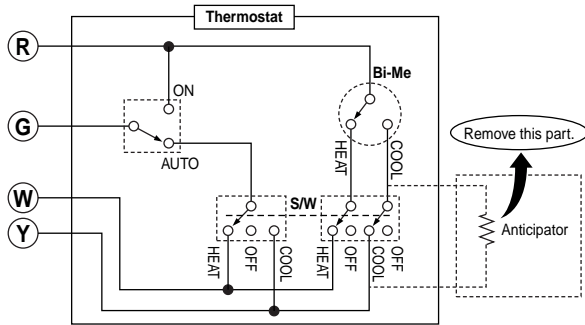 Thermostat
R
Bi-Me
ON
G
Remove this part.
AUTO
HEAT
COOL
W
S/W
Anticipator
Y
HEAT
OFF
COOL
HEAT
OFF
COOL
OFF